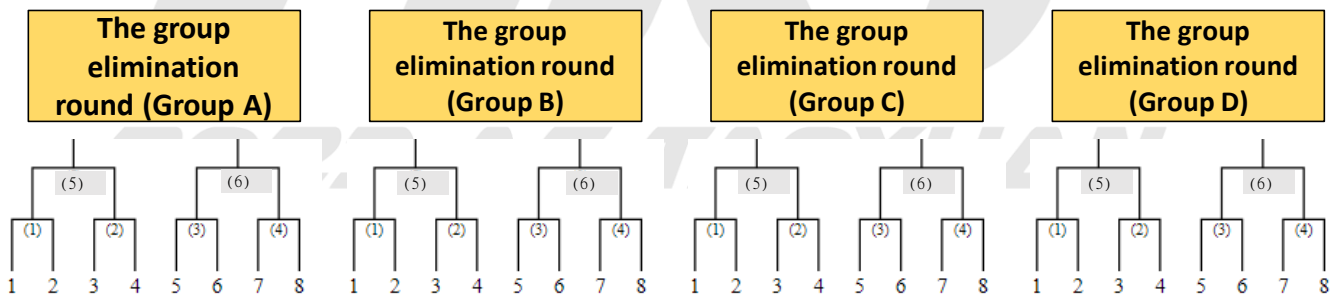 The group
elimination
round (Group A)
The group
elimination round
(Group B)
The group
elimination round
(Group C)
The group
elimination round
(Group D)
(5) (6) (5) (6) (5) (6) (5) (6)
(1) (2) (3) (4) (1) (2) (3) (4) (1) (2) (3) (4) (1) (2) (3) (4)
1 2 3 4 5 6 7 8 1 2 3 4 5 6 7 8 1 2 3 4 5 6 7 8 1 2 3 4 5 6 7 8